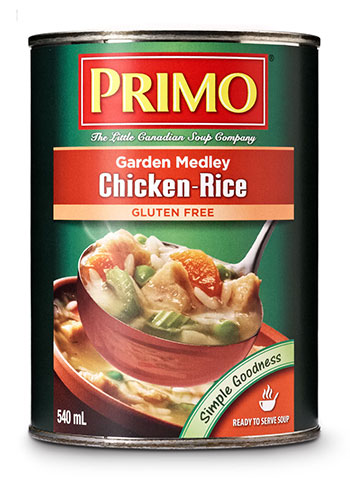 PRIMO®
The Little Canadian Soup Company
Garden Medley
Chicken-Rice
GLUTEN FREE
Simple Goodness
540 mL
READY TO SERVE SOUP